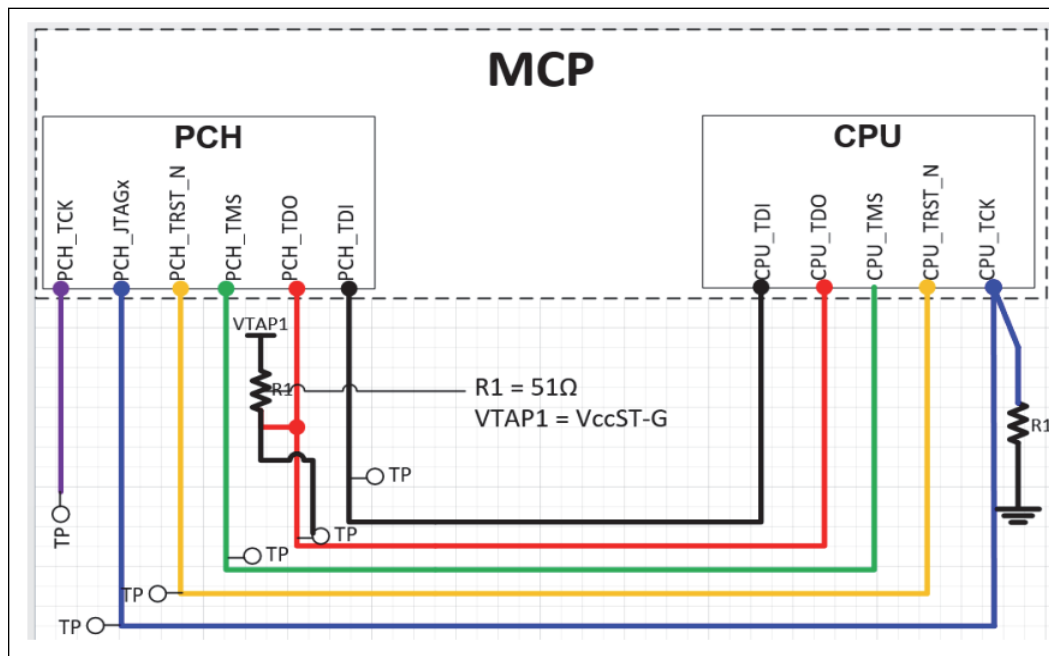 MCP
PCH
CPU
PCH_TCK
PCH_JTAGx
PCH_TRST_N
PCH_TMS
PCH_TDO
PCH_TDI
CPU_TDI
CPU_TDO
CPU_TMS
CPU_TRST_N
CPU_TCK
VTAP1
R1
R1 = 51Ω
VTAP1 = VccST-G
R1
TP
TP
TP
TP
TP
TP